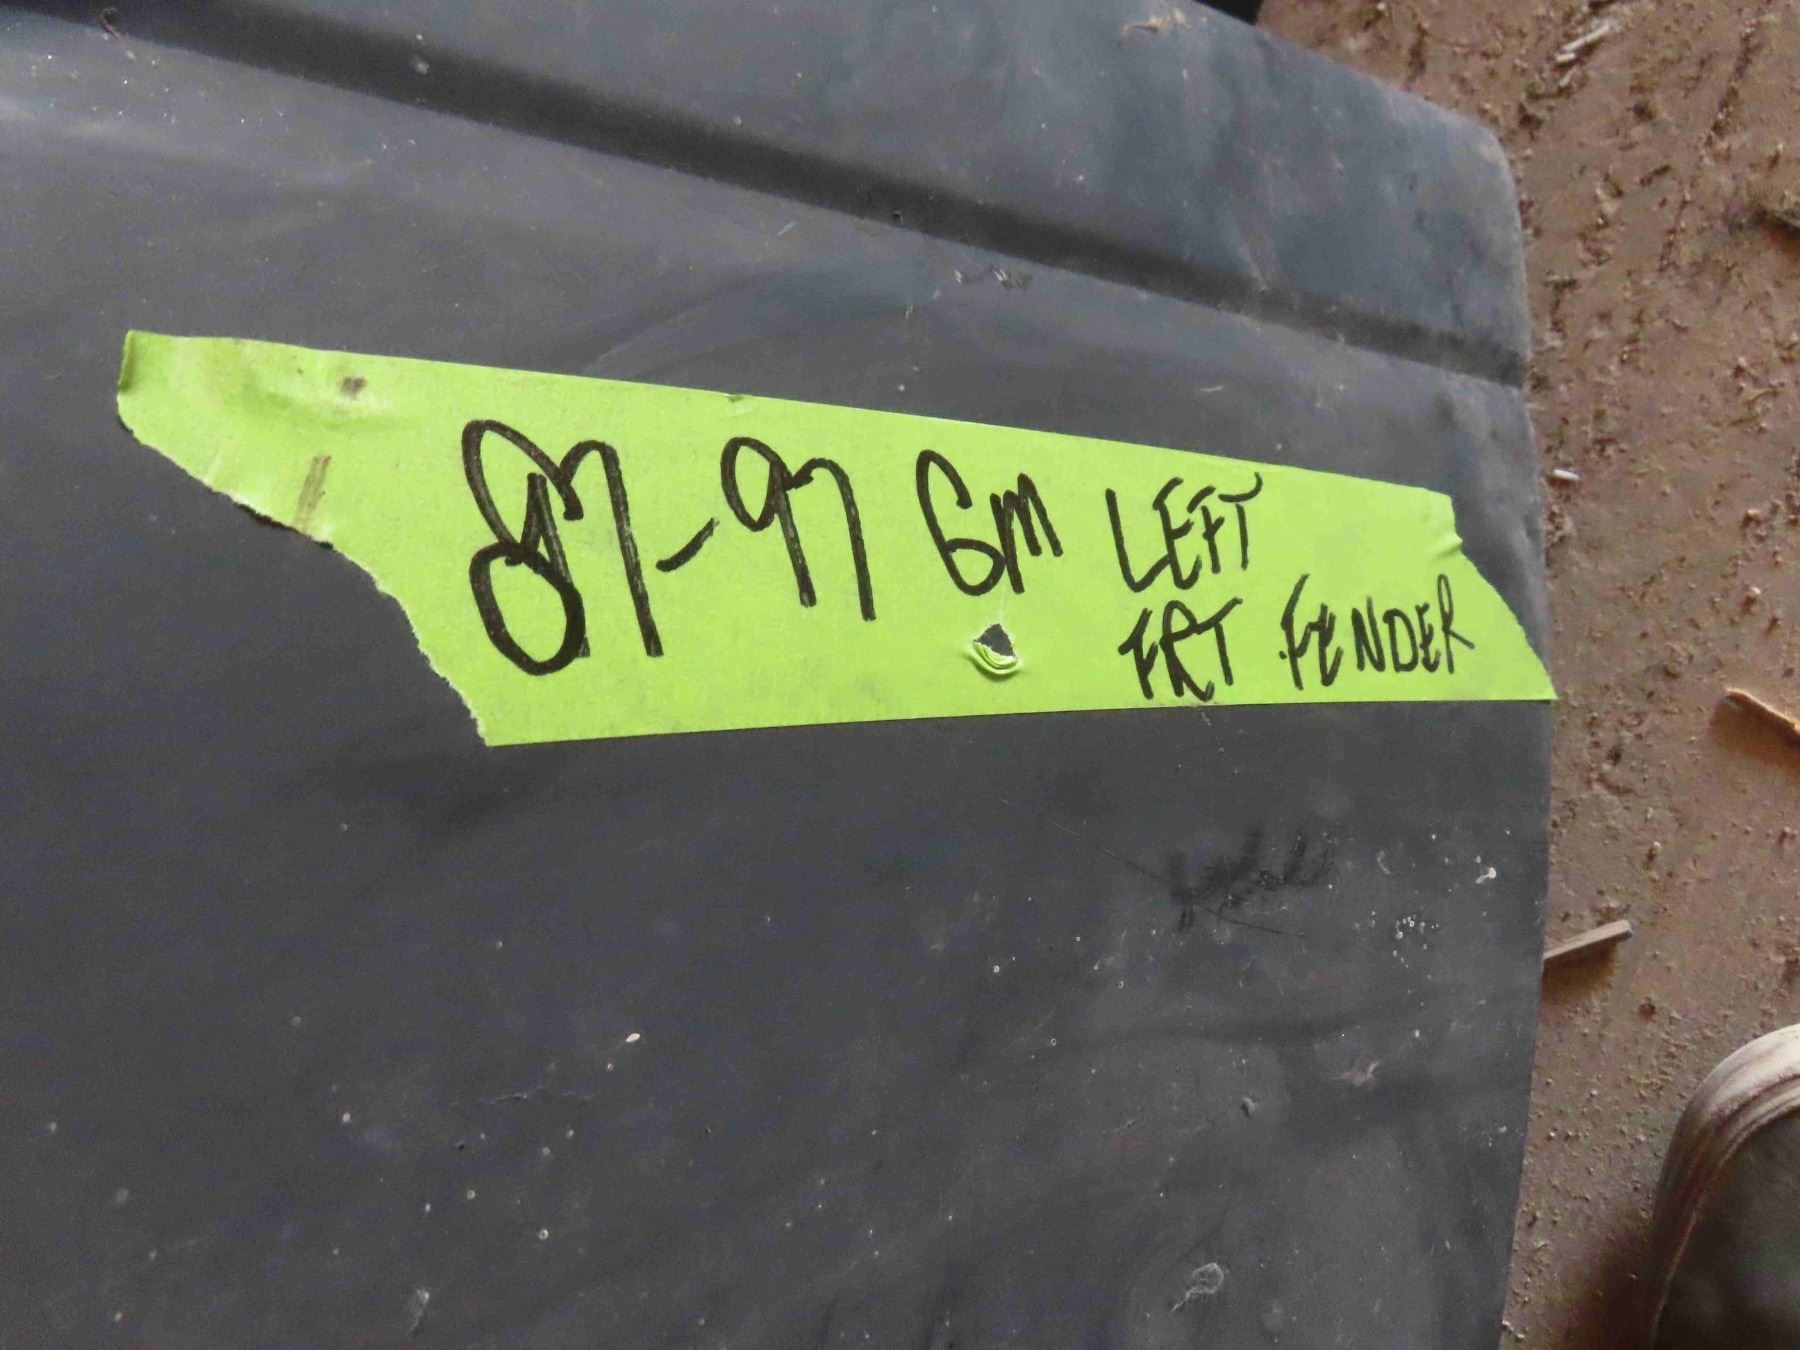 87-97 GM LEFT
FRT FENDER